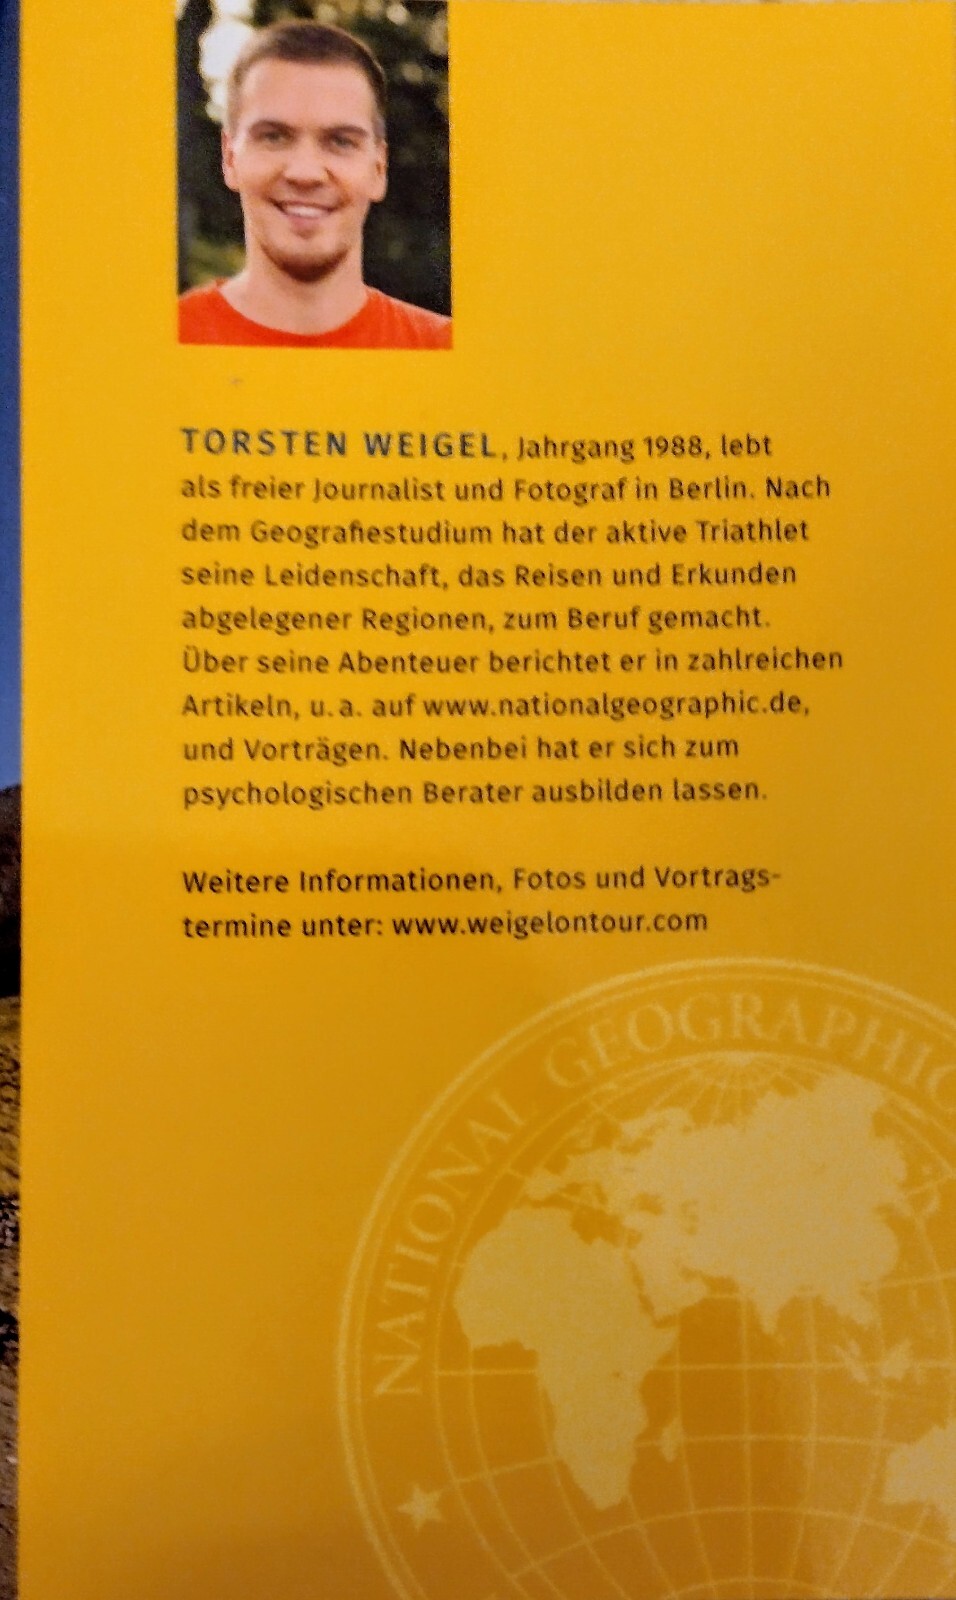 TORSTEN WEIGEL, Jahrgang 1988, lebt
als freier Journalist und Fotograf in Berlin. Nach
dem Geografiestudium hat der aktive Triathlet
seine Leidenschaft, das Reisen und Erkunden
abgelegener Regionen, zum Beruf gemacht.
Über seine Abenteuer berichtet er in zahlreichen
Artikeln, u. a. auf www.nationalgeographic.de,
und Vorträgen. Nebenbei hat er sich zum
psychologischen Berater ausbilden lassen.
Weitere Informationen, Fotos und Vortrags-
termine unter: www.weigelontour.com
NATIONAL GEOGRAPHIC